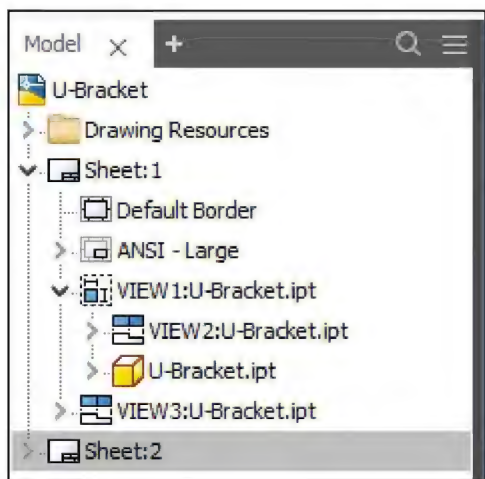 Model
U-Bracket
Drawing Resources
Sheet:1
Default Border
ANSI - Large
VIEW1:U-Bracket.ipt
VIEW2:U-Bracket.ipt
U-Bracket.ipt
VIEW3:U-Bracket.ipt
Sheet:2